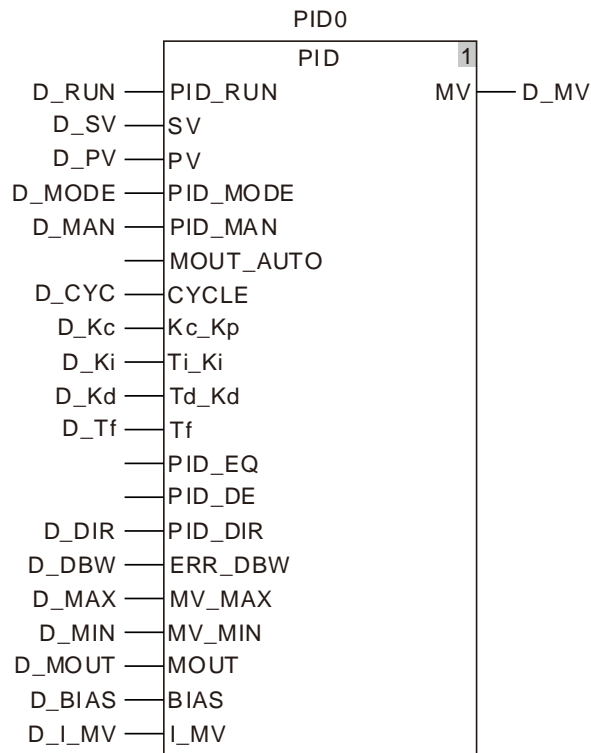 PID0
PID 1
D_RUN PID_RUN MV D_MV
D_SV SV
D_PV PV
D_MODE PID_MODE
D_MAN PID_MAN
MOUT_AUTO
D_CYC CYCLE
D_Kc Kc_Kp
D_Ki Ti_Ki
D_Kd Td_Kd
D_Tf Tf
PID_EQ
PID_DE
D_DIR PID_DIR
D_DBW ERR_DBW
D_MAX MV_MAX
D_MIN MV_MIN
D_MOUT MOUT
D_BIAS BIAS
D_I_MV I_MV